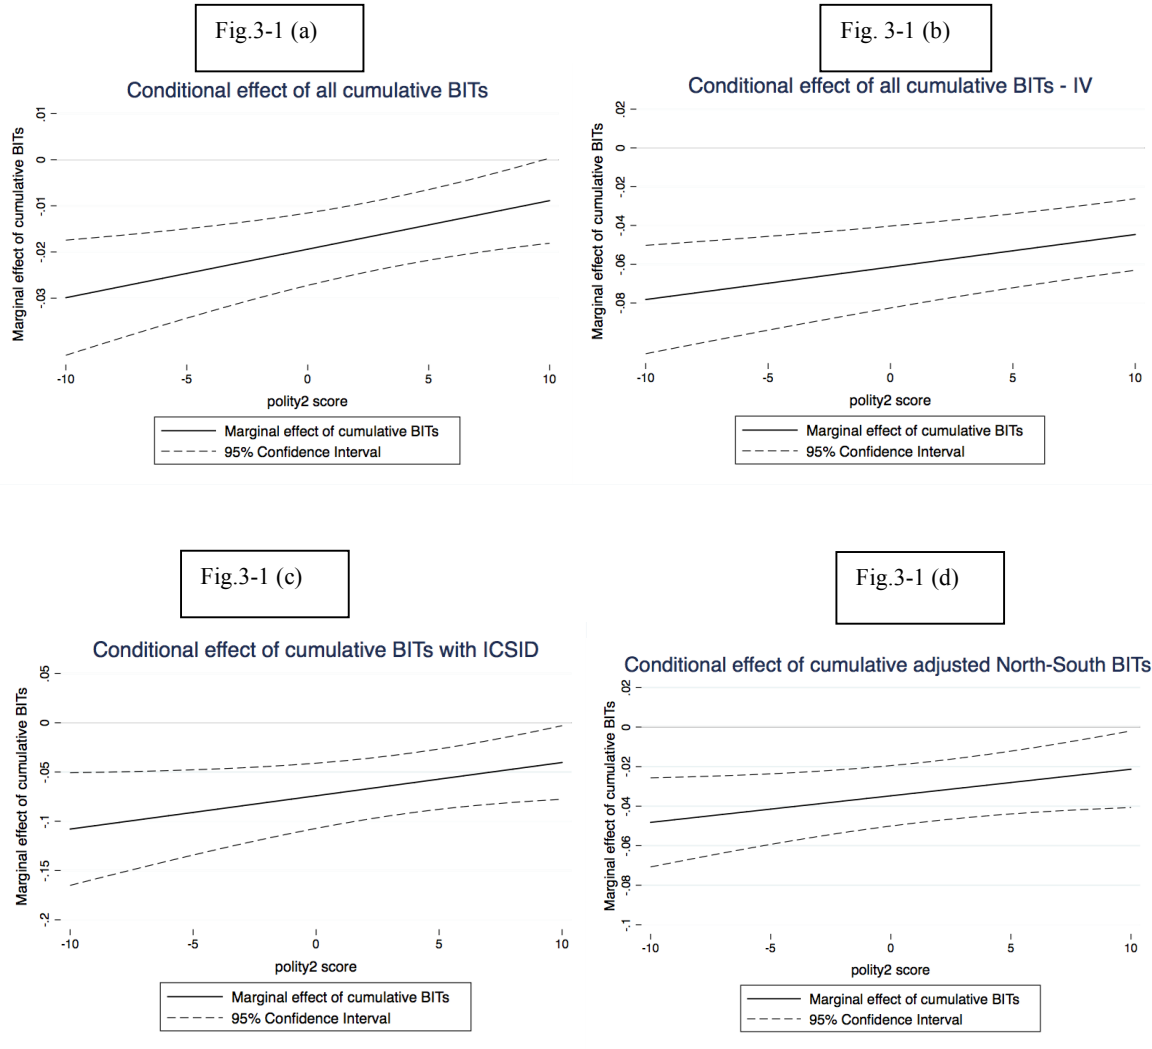 Fig.3-1 (a)
Conditional effect of all cumulative BITs
Marginal effect of cumulative BITs
.01
0
-.01
-.02
-.03
-10
-5
0
5
10
polity2 score
Marginal effect of cumulative BITs
95% Confidence Interval
Fig. 3-1 (b)
Conditional effect of all cumulative BITs - IV
Marginal effect of cumulative BITs
.02
0
-.02
-.04
-.06
-.08
-10
-5
0
5
10
polity2 score
Marginal effect of cumulative BITs
95% Confidence Interval
Fig.3-1 (c)
Conditional effect of cumulative BITs with ICSID
Marginal effect of cumulative BITs
.05
0
-.05
-.1
-.15
-.2
-10
-5
0
5
10
polity2 score
Marginal effect of cumulative BITs
95% Confidence Interval
Fig.3-1 (d)
Conditional effect of cumulative adjusted North-South BITs
Marginal effect of cumulative BITs
.02
0
-.02
-.04
-.06
-.08
-.1
-10
-5
0
5
10
polity2 score
Marginal effect of cumulative BITs
95% Confidence Interval